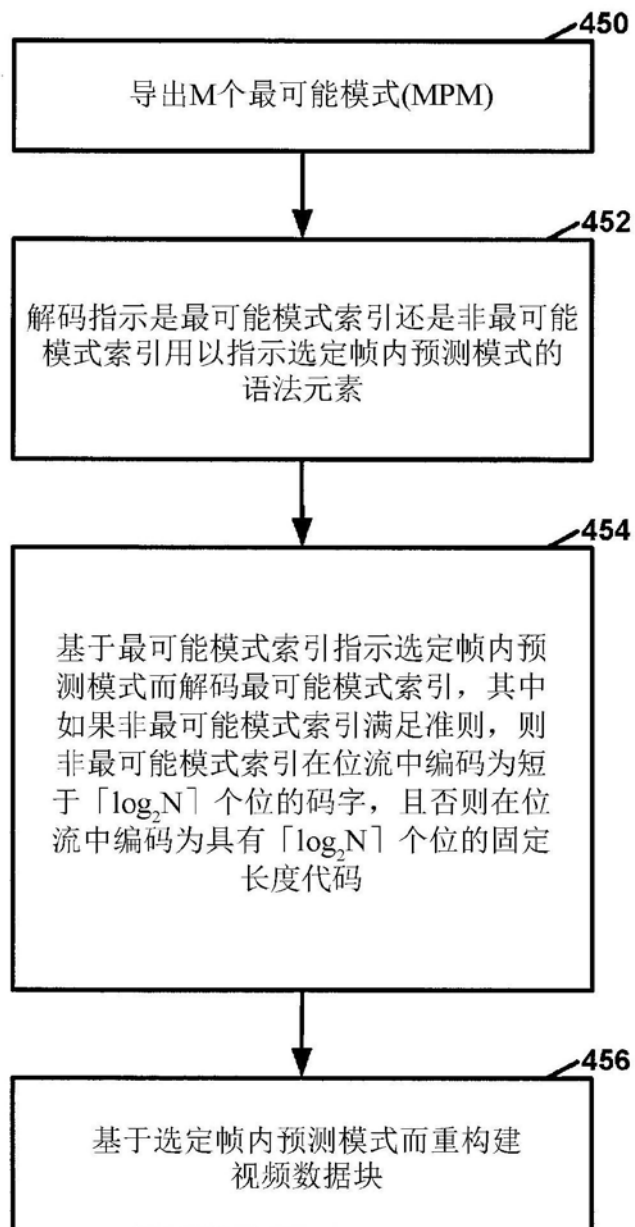 450
导出M个最可能模式(MPM)
452
解码指示是最可能模式索引还是非最可能
模式索引用以指示选定帧内预测模式的
语法元素
454
基于最可能模式索引指示选定帧内预
测模式而解码最可能模式索引，其中
如果非最可能模式索引满足准则，则
非最可能模式索引在位流中编码为短
于「log₂N┐个位的码字，且否则在位
流中编码为具有「log₂N┐个位的固定
长度代码
456
基于选定帧内预测模式而重构建
视频数据块